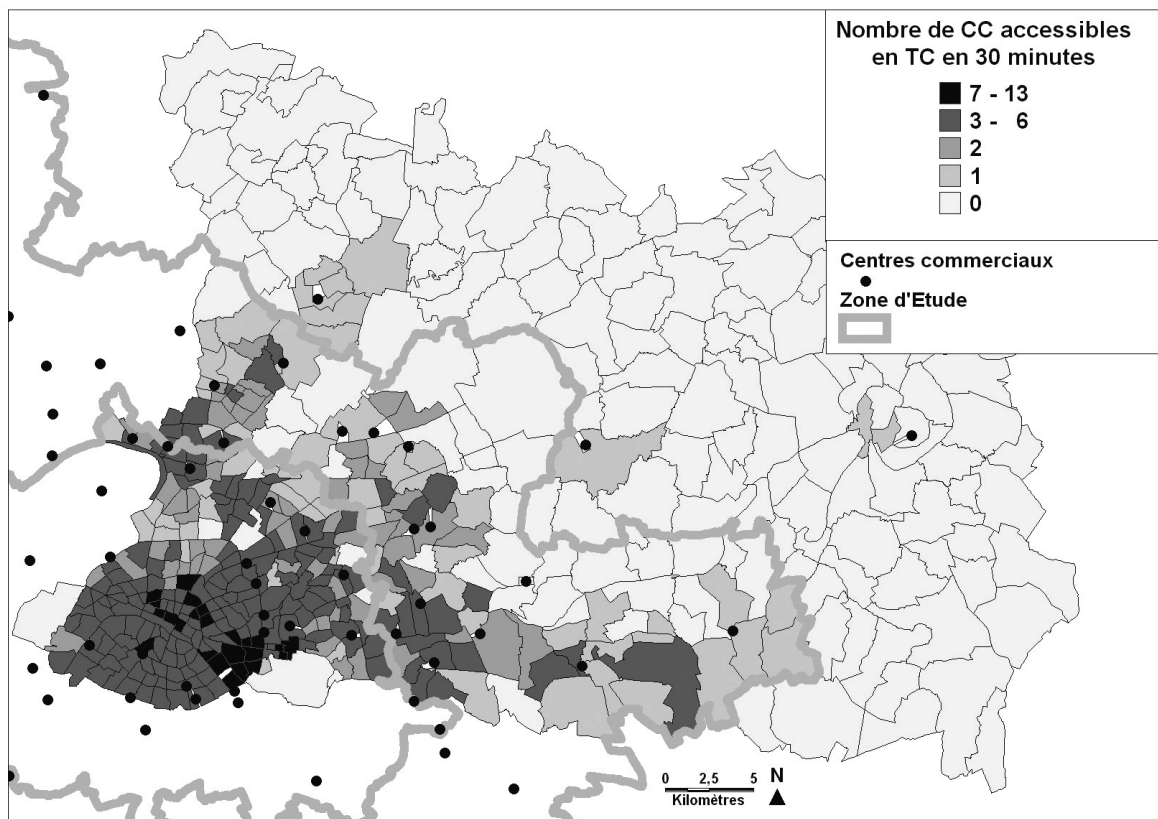 Nombre de CC accessibles
en TC en 30 minutes
7 - 13
3 - 6
2
1
0
Centres commerciaux
Zone d'Etude
0 2,5 5
Kilomètres
N